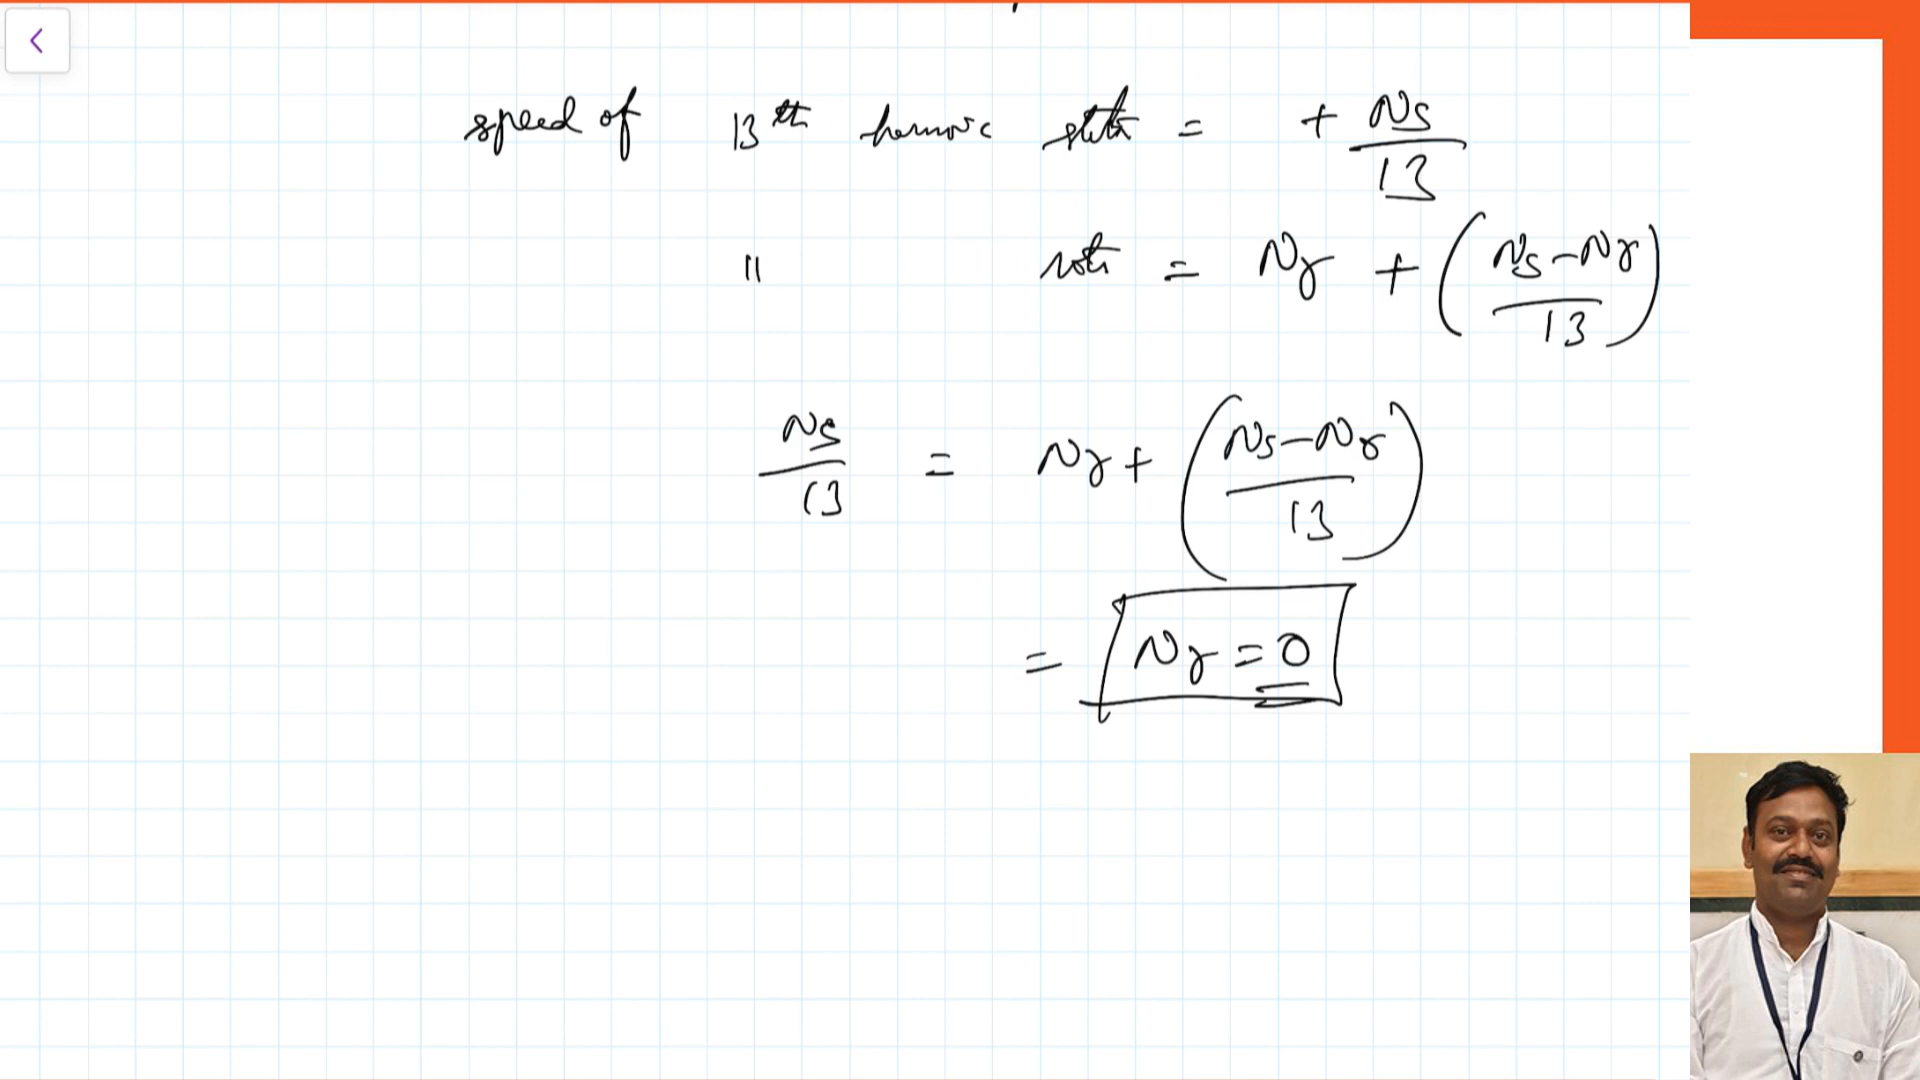 speed of 13th harmonic stator = + Ns/13
" rotor = Nr + (Ns-Nr/13)
Ns/13 = Nr + (Ns-Nr/13)
= Nr = 0